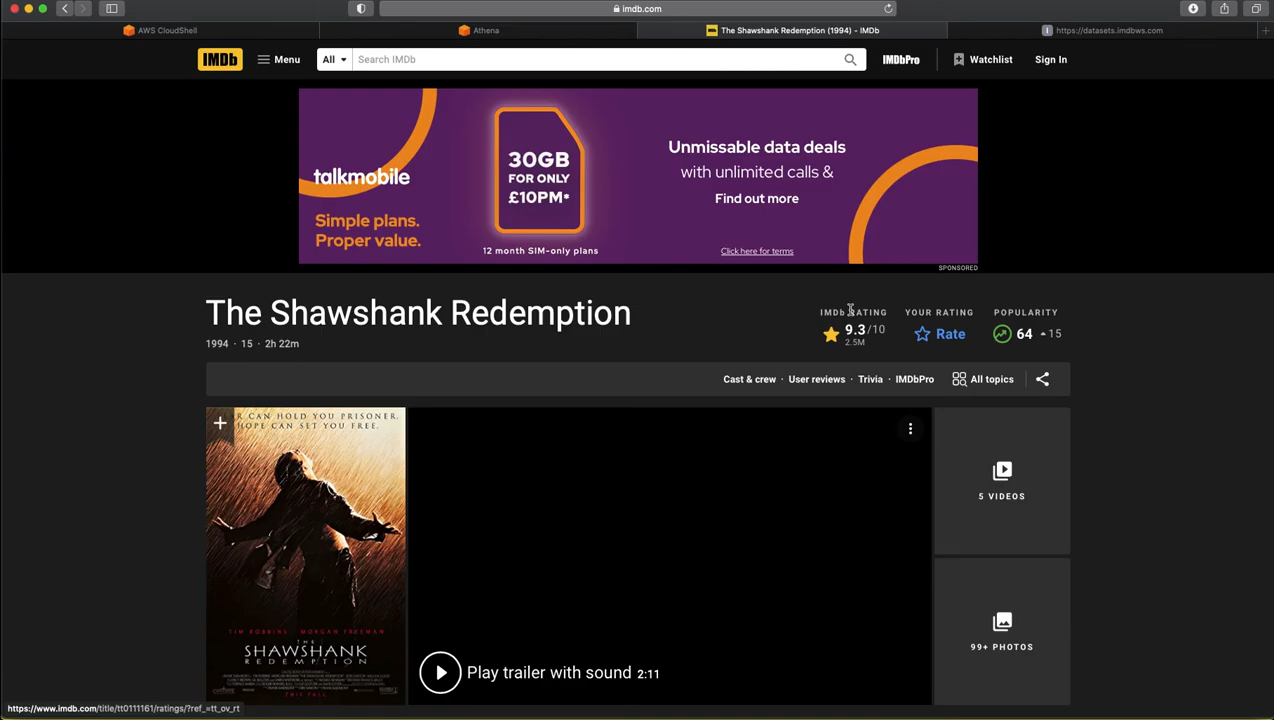 imdb.com
AWS CloudShell
Athena
The Shawshank Redemption (1994) - IMDb
https://datasets.imdbws.com
IMDb
Menu
All
Search IMDb
IMDbPro
Watchlist
Sign In
talkmobile
Simple plans.
Proper value.
30GB
FOR ONLY
£10PM*
12 month SIM-only plans
Unmissable data deals
with unlimited calls &
Find out more
Click here for terms
SPONSORED
The Shawshank Redemption
1994 · 15 · 2h 22m
IMDb RATING
9.3/10
2.5M
YOUR RATING
Rate
POPULARITY
64 15
Cast & crew · User reviews · Trivia · IMDbPro
All topics
CAN HOLD YOU PRISONER.
HOPE CAN SET YOU FREE.
TIM ROBBINS MORGAN FREEMAN
THE
SHAWSHANK
REDEMPTION
THIS FALL
Play trailer with sound 2:11
5 VIDEOS
99+ PHOTOS
https://www.imdb.com/title/tt0111161/ratings/?ref_=tt_ov_rt